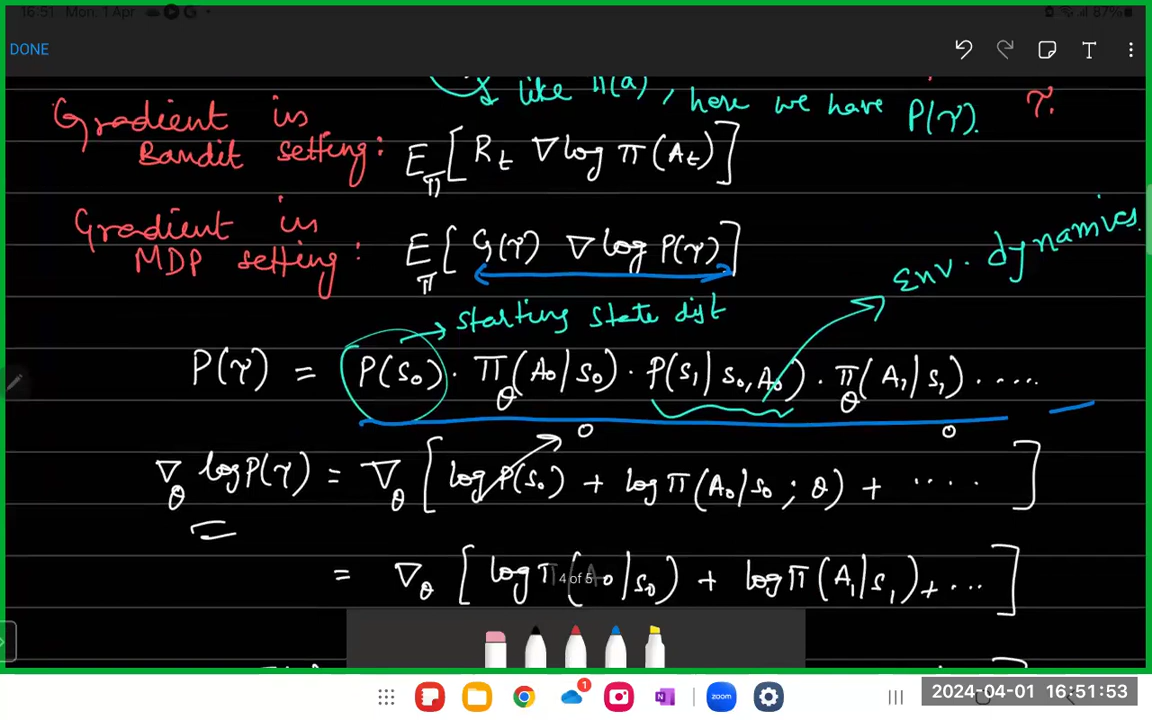 16:51 Mon, 1 Apr 87%
DONE T
like π(a), here we have P(τ). τ.
Gradient in
Bandit setting: E_π [ R_t ∇ log π(A_t) ]
Gradient in
MDP setting: E_π [ G(τ) ∇ log P(τ) ]
Env. dynamics.
starting state dist
P(τ) = P(s₀) · π_θ(A₀|s₀) · P(s₁|s₀,A₀) · π_θ(A₁|s₁) .....
0 0
∇_θ log P(τ) = ∇_θ [ log P(s₀) + log π(A₀|s₀ ; θ) + .... ]
= ∇_θ [ log π(A₀|s₀) + log π(A₁|s₁) + ... ]
4 of 5
1 zoom N
2024-04-01 16:51:53